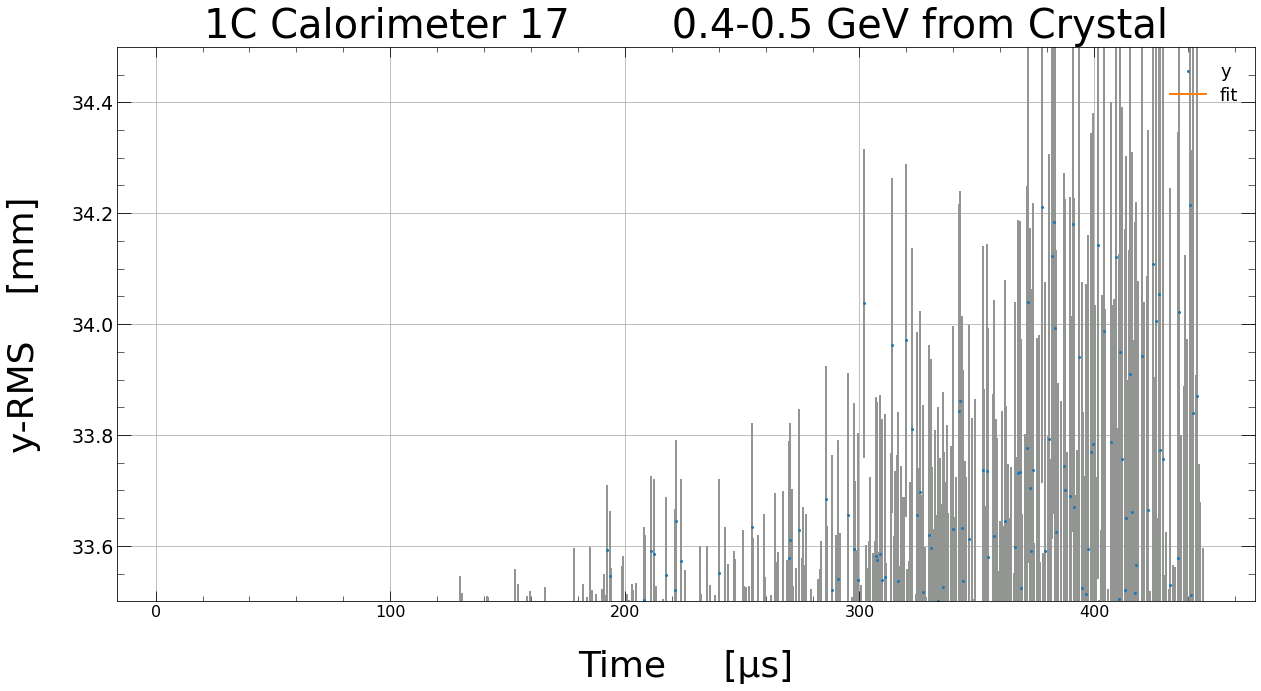 1C Calorimeter 17 0.4-0.5 GeV from Crystal
y
fit
34.4
34.2
34.0
33.8
33.6
y-RMS [mm]
0 100 200 300 400
Time [μs]